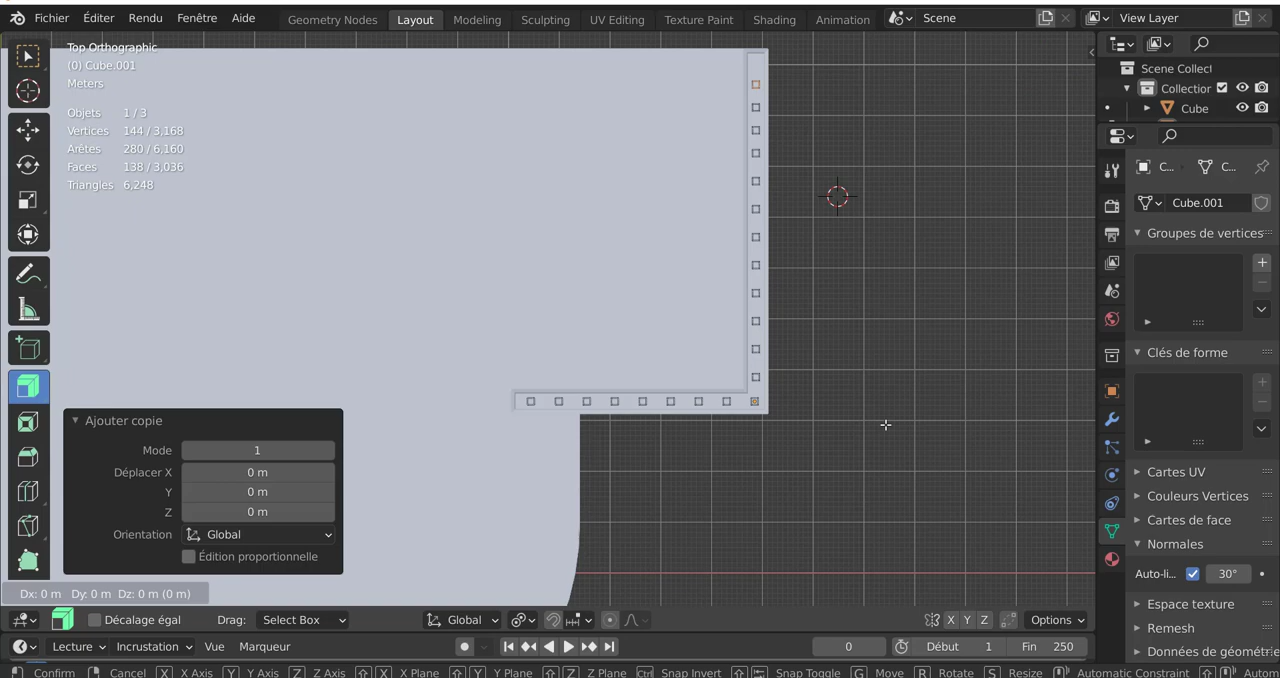 Fichier Éditer Rendu Fenêtre Aide Geometry Nodes Layout Modeling Sculpting UV Editing Texture Paint Shading Animation Scene View Layer
Top Orthographic
(0) Cube.001
Meters
Objets 1 / 3
Vertices 144 / 3,168
Arêtes 280 / 6,160
Faces 138 / 3,036
Triangles 6,248
Scene Collect
Collection
Cube
C... C...
Cube.001
Groupes de vertices
Clés de forme
Cartes UV
Couleurs Vertices
Cartes de face
Normales
Auto-li... 30°
Espace texture
Remesh
Données de géométrie
Ajouter copie
Mode 1
Déplacer X 0 m
Y 0 m
Z 0 m
Orientation Global
Édition proportionnelle
Dx: 0 m Dy: 0 m Dz: 0 m (0 m)
Décalage égal Drag: Select Box Global X Y Z Options
Lecture Incrustation Vue Marqueur 0 Début 1 Fin 250
Confirm Cancel X X Axis Y Y Axis Z Z Axis X X Plane Y Y Plane Z Z Plane Ctrl Snap Invert Snap Toggle G Move R Rotate S Resize Automatic Constraint Autom